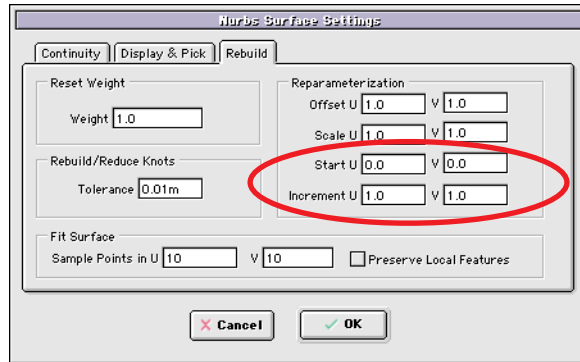 Nurbs Surface Settings
Continuity Display & Pick Rebuild
Reset Weight
Weight 1.0
Rebuild/Reduce Knots
Tolerance 0.01m
Reparameterization
Offset U 1.0 V 1.0
Scale U 1.0 V 1.0
Start U 0.0 V 0.0
Increment U 1.0 V 1.0
Fit Surface
Sample Points in U 10 V 10 Preserve Local Features
Cancel OK